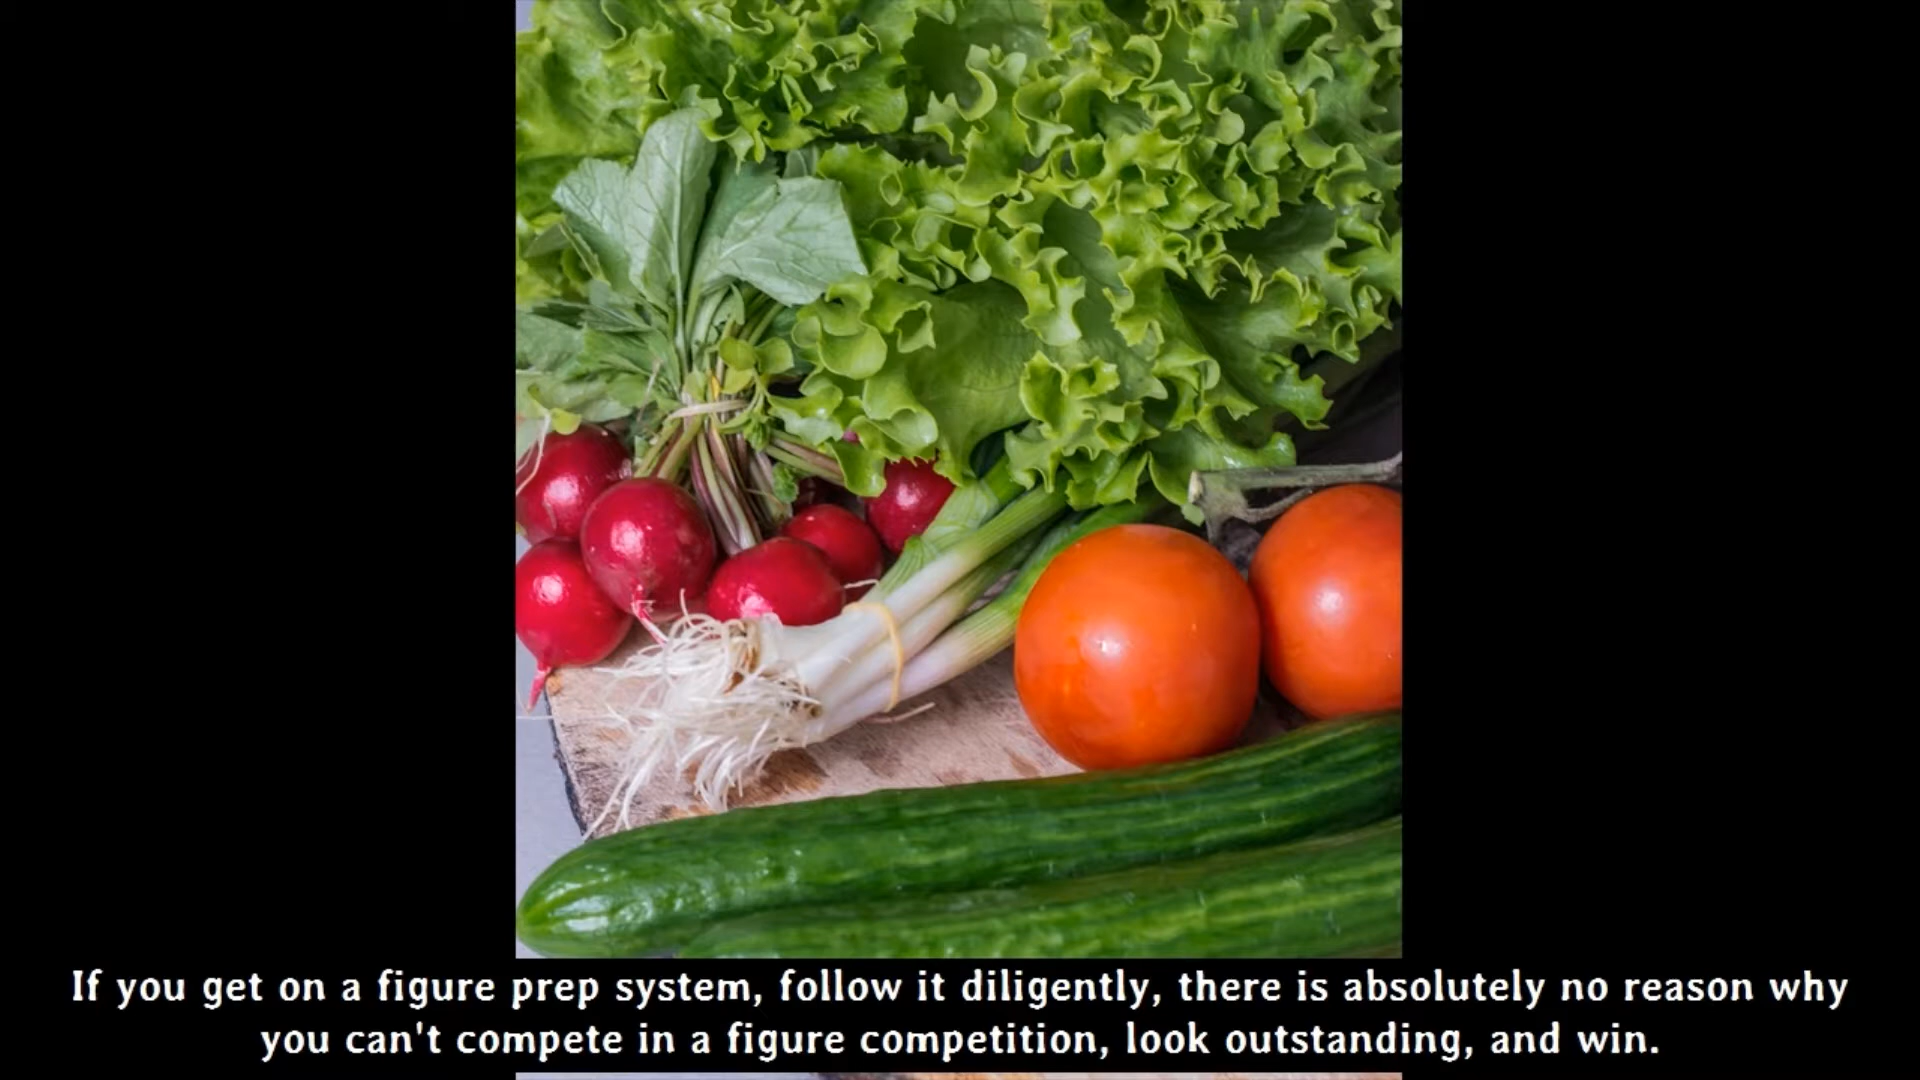 If you get on a figure prep system, follow it diligently, there is absolutely no reason why
you can't compete in a figure competition, look outstanding, and win.